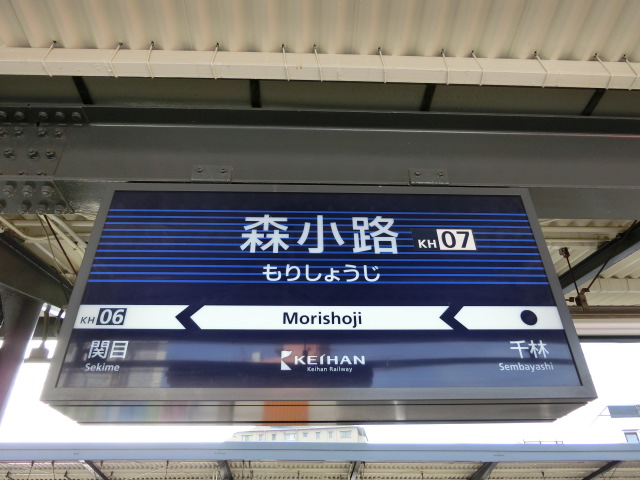 森小路 KH07
もりしょうじ
KH06
Morishoji
関目
Sekime
千林
Sembayashi
KEIHAN
Keihan Railway